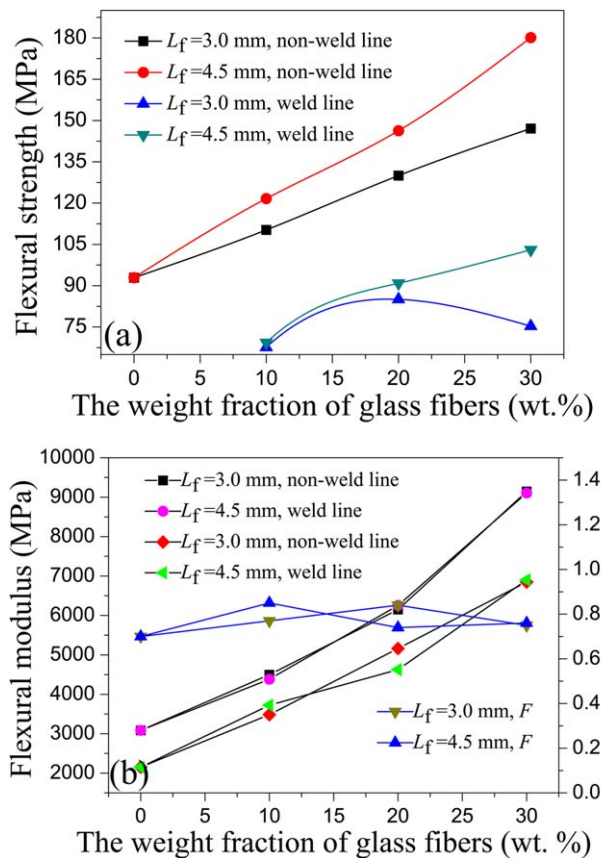 Flexural strength (MPa)
180
165
150
135
120
105
90
75
Lf=3.0 mm, non-weld line
Lf=4.5 mm, non-weld line
Lf=3.0 mm, weld line
Lf=4.5 mm, weld line
(a)
0 5 10 15 20 25 30
The weight fraction of glass fibers (wt.%)
Flexural modulus (MPa)
10000
9000
8000
7000
6000
5000
4000
3000
2000
Lf=3.0 mm, non-weld line
Lf=4.5 mm, weld line
Lf=3.0 mm, non-weld line
Lf=4.5 mm, weld line
1.4
1.2
1.0
0.8
0.6
0.4
0.2
0.0
Lf=3.0 mm, F
Lf=4.5 mm, F
(b)
0 5 10 15 20 25 30
The weight fraction of glass fibers (wt. %)